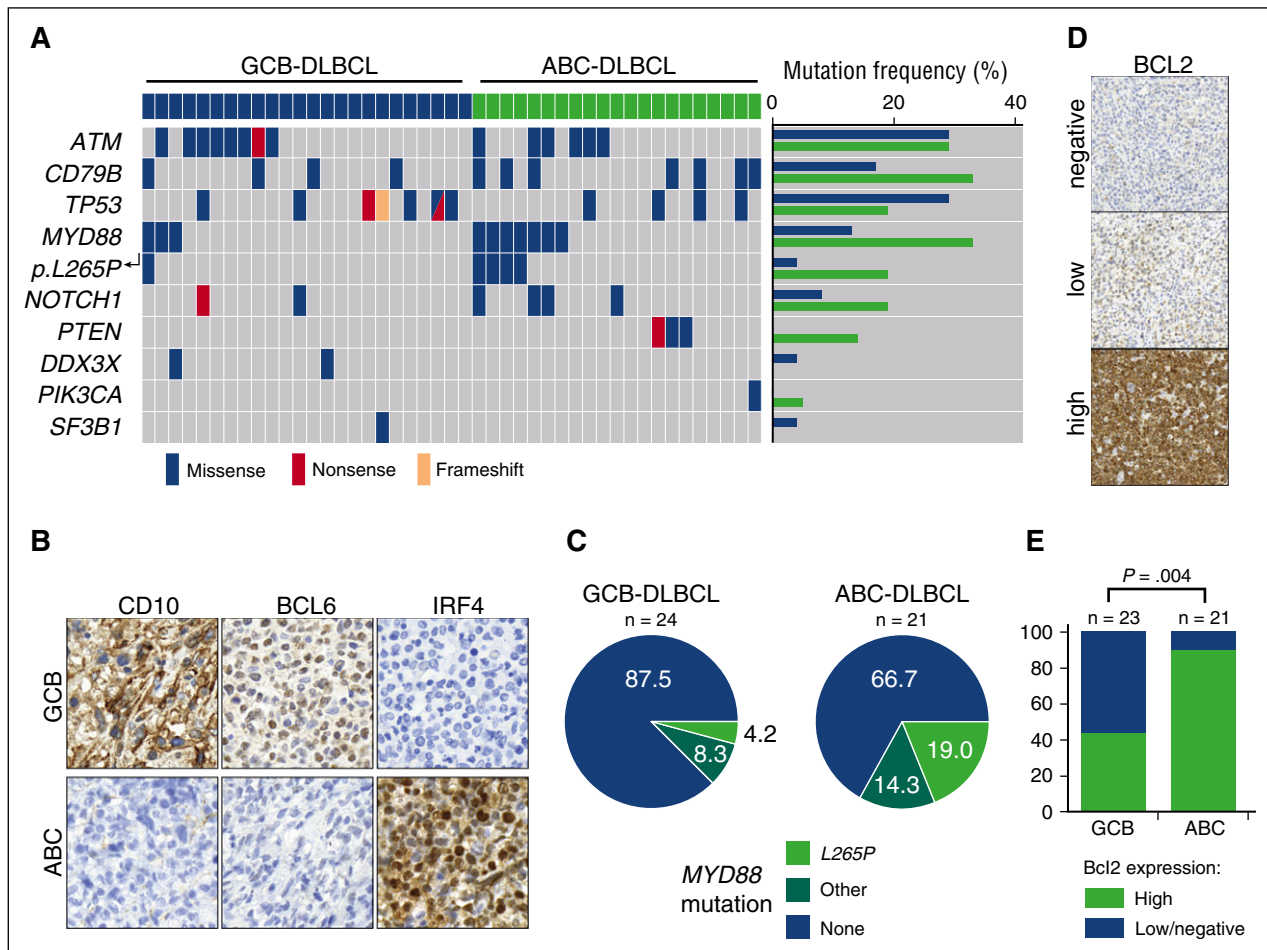 A
GCB-DLBCL
ABC-DLBCL
Mutation frequency (%)
0 20 40
ATM
CD79B
TP53
MYD88
p.L265P
NOTCH1
PTEN
DDX3X
PIK3CA
SF3B1
Missense Nonsense Frameshift
B
CD10 BCL6 IRF4
GCB
ABC
C
GCB-DLBCL
n = 24
87.5
4.2
8.3
ABC-DLBCL
n = 21
66.7
19.0
14.3
MYD88
mutation
L265P
Other
None
D
BCL2
negative
low
high
E
P = .004
n = 23 n = 21
100
80
60
40
20
0
GCB ABC
Bcl2 expression:
High
Low/negative